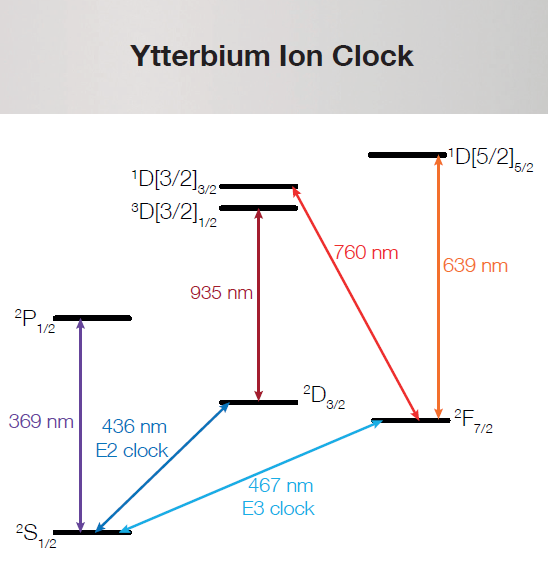 Ytterbium Ion Clock
¹D[5/2]₅/₂
¹D[3/2]₃/₂
³D[3/2]₁/₂
760 nm
639 nm
935 nm
²P₁/₂
²D₃/₂
²F₇/₂
369 nm
436 nm
E2 clock
467 nm
E3 clock
²S₁/₂